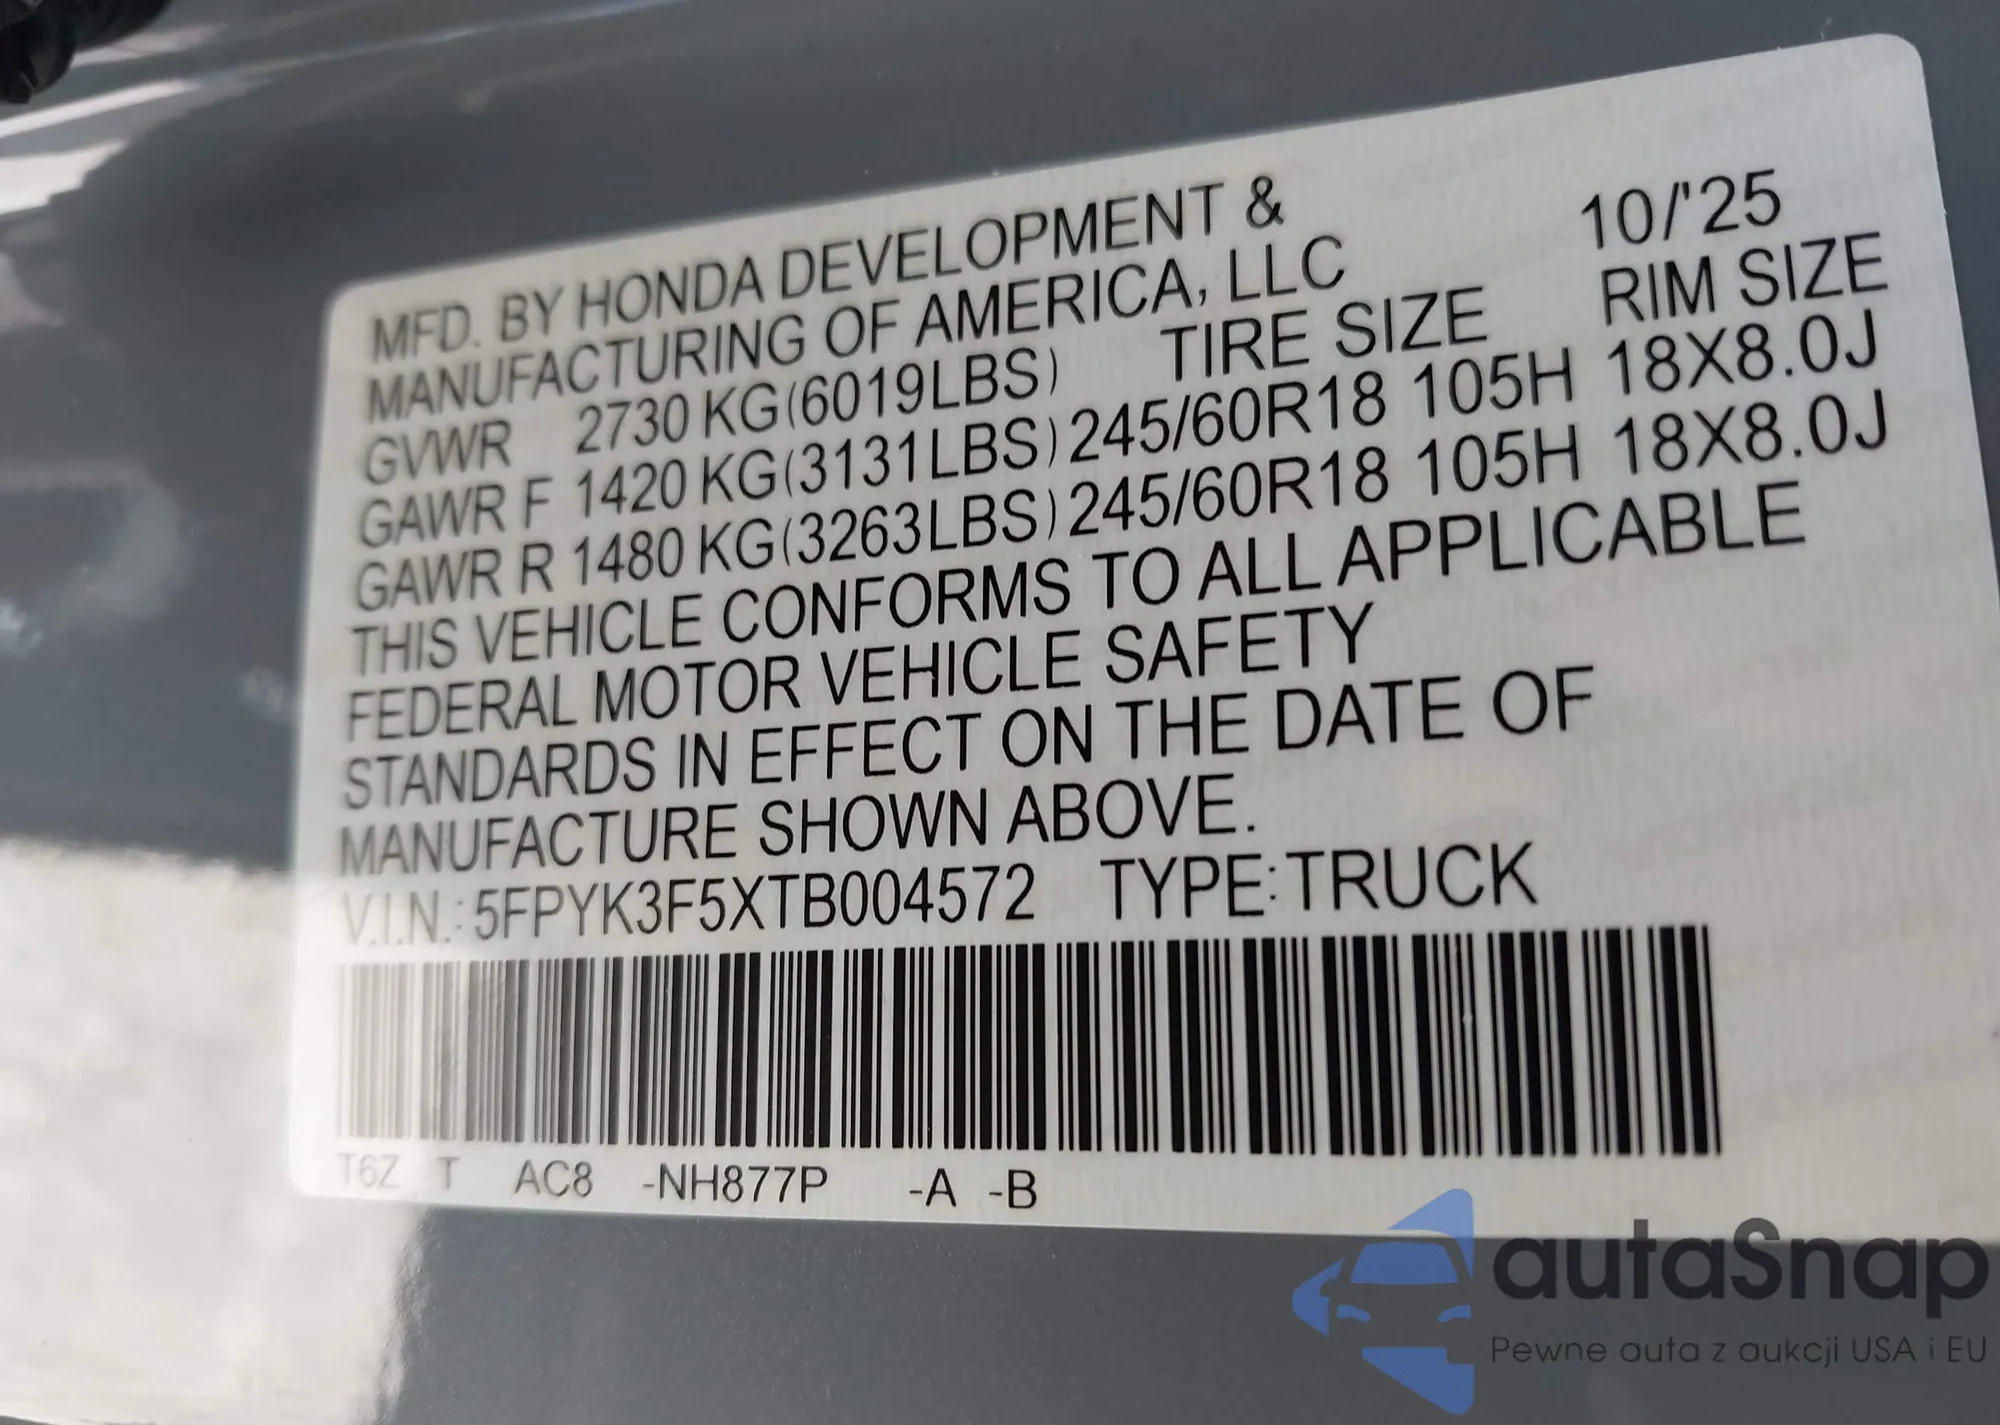 MFD. BY HONDA DEVELOPMENT & 10/'25
MANUFACTURING OF AMERICA, LLC
TIRE SIZE RIM SIZE
GVWR 2730 KG(6019LBS)
GAWR F 1420 KG(3131LBS) 245/60R18 105H 18X8.0J
GAWR R 1480 KG(3263LBS) 245/60R18 105H 18X8.0J
THIS VEHICLE CONFORMS TO ALL APPLICABLE
FEDERAL MOTOR VEHICLE SAFETY
STANDARDS IN EFFECT ON THE DATE OF
MANUFACTURE SHOWN ABOVE.
V.I.N.: 5FPYK3F5XTB004572 TYPE:TRUCK
T6Z T AC8 -NH877P -A -B
autaSnap
Pewne auta z aukcji USA i EU